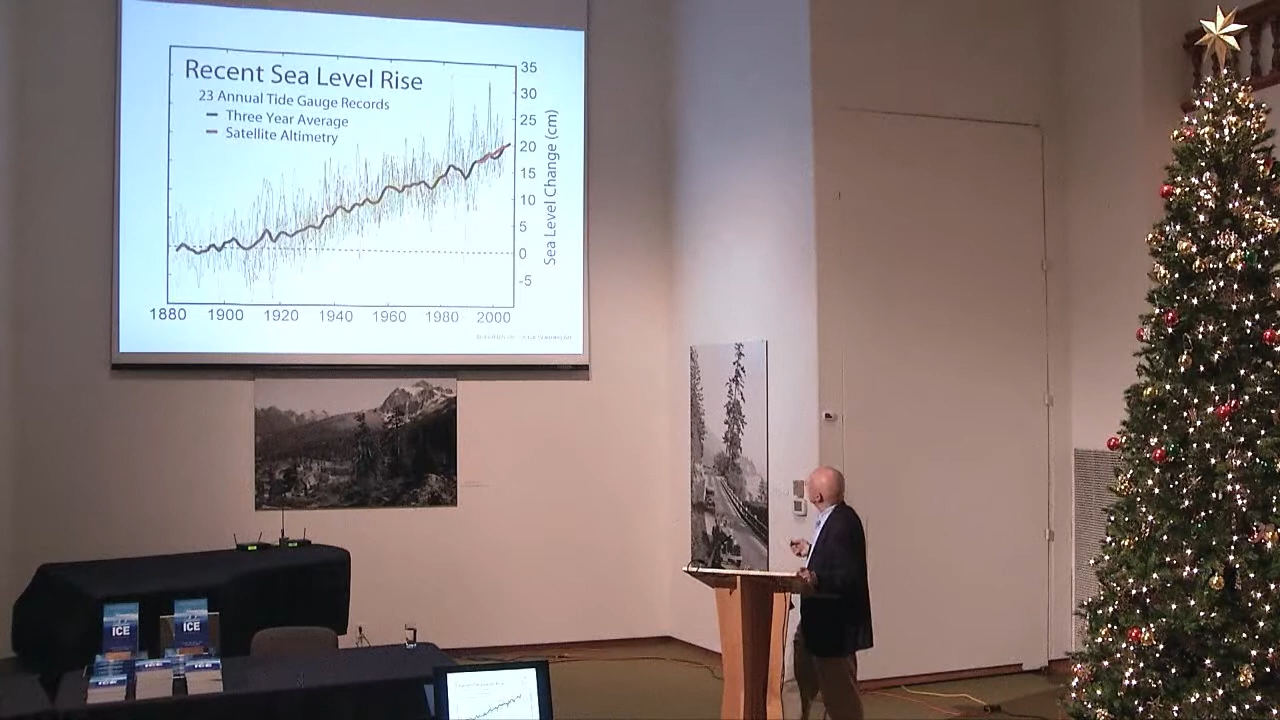 Recent Sea Level Rise
23 Annual Tide Gauge Records
Three Year Average
Satellite Altimetry
35
30
25
20
15
10
5
0
-5
Sea Level Change (cm)
1880 1900 1920 1940 1960 1980 2000
ICE
ICE